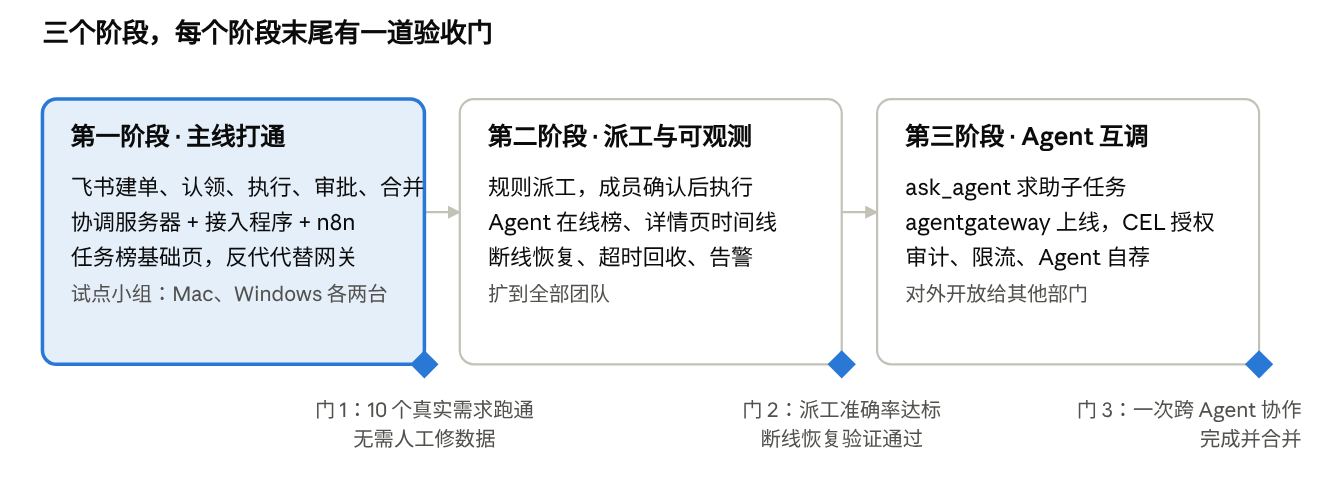 三个阶段，每个阶段末尾有一道验收门
第一阶段 · 主线打通
飞书建单、认领、执行、审批、合并
协调服务器 + 接入程序 + n8n
任务榜基础页，反代代替网关
试点小组：Mac、Windows 各两台
第二阶段 · 派工与可观测
规则派工，成员确认后执行
Agent 在线榜、详情页时间线
断线恢复、超时回收、告警
扩到全部团队
第三阶段 · Agent 互调
ask_agent 求助子任务
agentgateway 上线，CEL 授权
审计、限流、Agent 自荐
对外开放给其他部门
门 1：10 个真实需求跑通
无需人工修数据
门 2：派工准确率达标
断线恢复验证通过
门 3：一次跨 Agent 协作
完成并合并